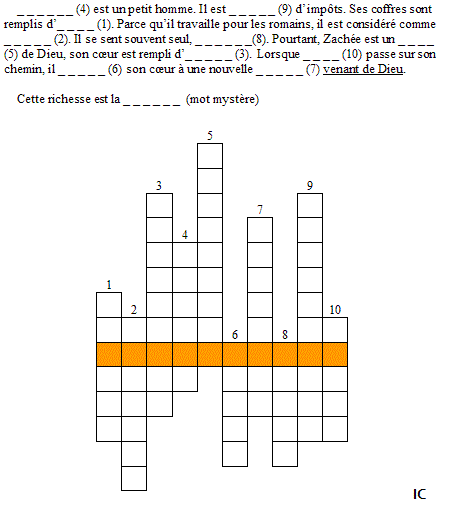 _ _ _ _ _ _ (4) est un petit homme. Il est _ _ _ _ _ _ (9) d’impôts. Ses coffres sont
remplis d’_ _ _ _ (1). Parce qu’il travaille pour les romains, il est considéré comme
_ _ _ _ _ (2). Il se sent souvent seul, _ _ _ _ _ _(8). Pourtant, Zachée est un _ _ _ _
(5) de Dieu, son cœur est rempli d’_ _ _ _ _ (3). Lorsque _ _ _ _ (10) passe sur son
chemin, il _ _ _ _ _ (6) son cœur à une nouvelle _ _ _ _ _ (7) venant de Dieu.
Cette richesse est la _ _ _ _ _ _ (mot mystère)
5
3
9
7
4
1
2
10
6
8
IC